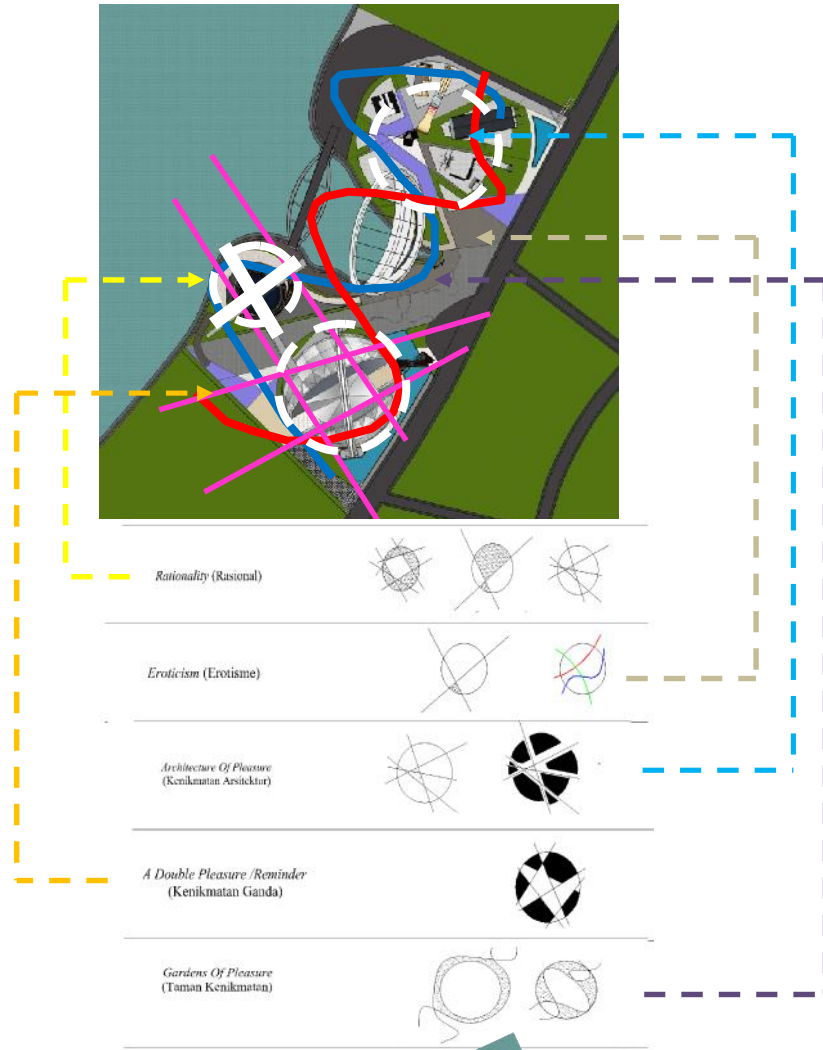 Rationality (Rasional)
Eroticism (Erotisme)
Architecture Of Pleasure
(Kenikmatan Arsitektur)
A Double Pleasure /Reminder
(Kenikmatan Ganda)
Gardens Of Pleasure
(Taman Kenikmatan)